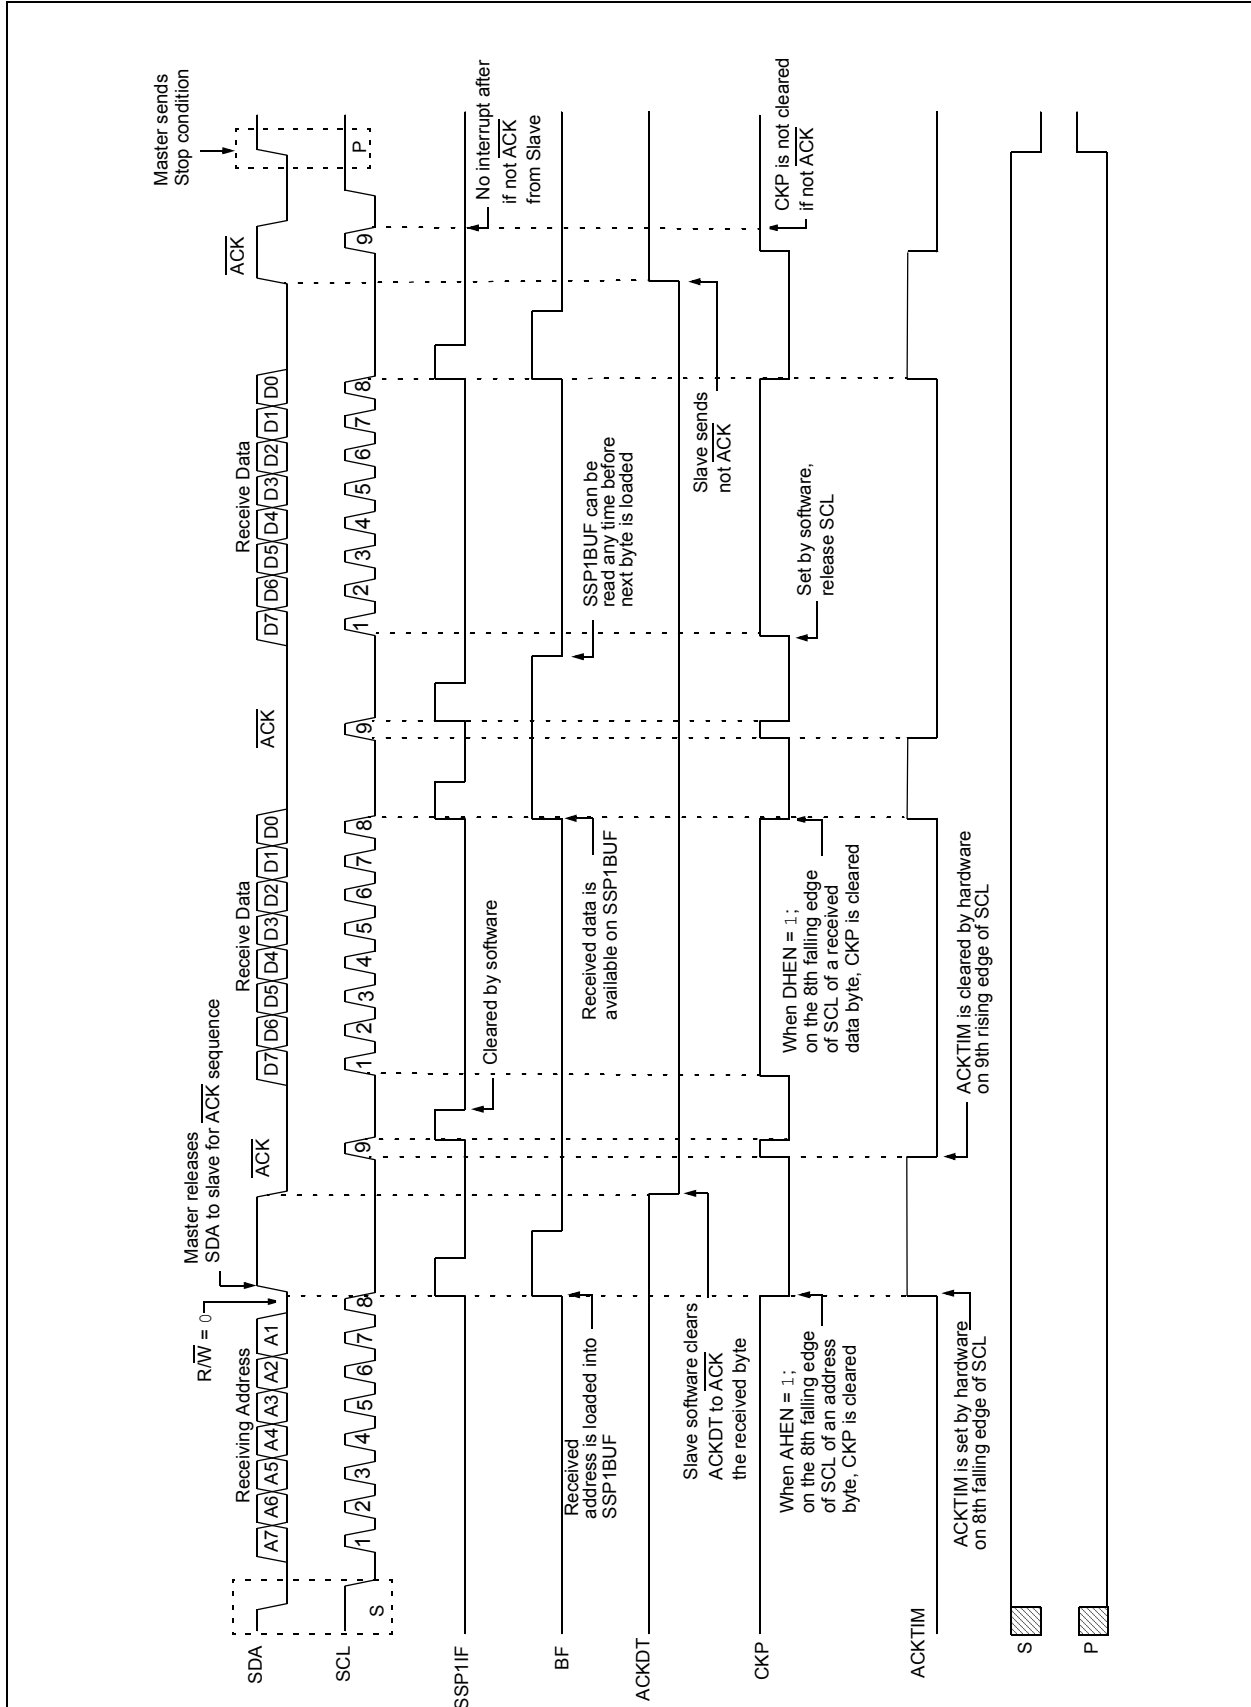 Master sends
Stop condition
Master releases
SDA to slave for ACK sequence
R/W = 0
Receiving Address
Receive Data
Receive Data
ACK
ACK
ACK
SDA
A7 A6 A5 A4 A3 A2 A1
D7 D6 D5 D4 D3 D2 D1 D0
D7 D6 D5 D4 D3 D2 D1 D0
SCL
S
1 2 3 4 5 6 7 8 9
1 2 3 4 5 6 7 8 9
1 2 3 4 5 6 7 8 9
P
SSP1IF
Cleared by software
No interrupt after
if not ACK
from Slave
BF
Received
address is loaded into
SSP1BUF
Received data is
available on SSP1BUF
SSP1BUF can be
read any time before
next byte is loaded
ACKDT
Slave software clears
ACKDT to ACK
the received byte
Slave sends
not ACK
CKP
When AHEN = 1;
on the 8th falling edge
of SCL of an address
byte, CKP is cleared
When DHEN = 1;
on the 8th falling edge
of SCL of a received
data byte, CKP is cleared
Set by software,
release SCL
CKP is not cleared
if not ACK
ACKTIM
ACKTIM is set by hardware
on 8th falling edge of SCL
ACKTIM is cleared by hardware
on 9th rising edge of SCL
S
P